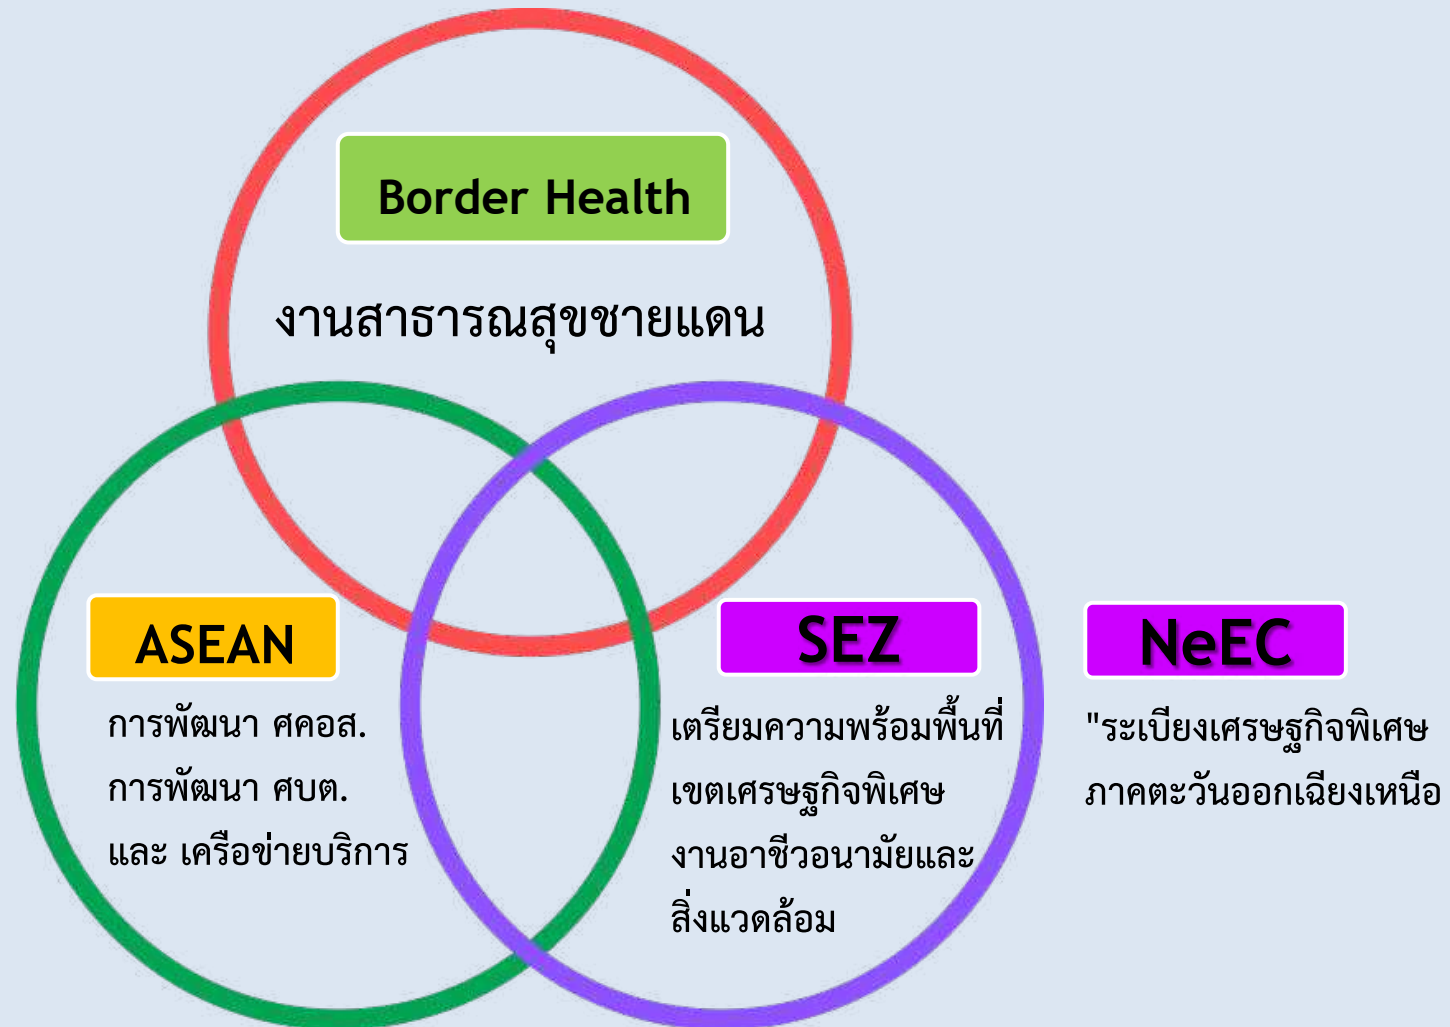 Border Health
งานสาธารณสุขชายแดน
ASEAN
การพัฒนา ศคอส.
การพัฒนา ศบต.
และ เครือข่ายบริการ
SEZ
เตรียมความพร้อมพื้นที่
เขตเศรษฐกิจพิเศษ
งานอาชีวอนามัยและ
สิ่งแวดล้อม
NeEC
"ระเบียงเศรษฐกิจพิเศษ
ภาคตะวันออกเฉียงเหนือ